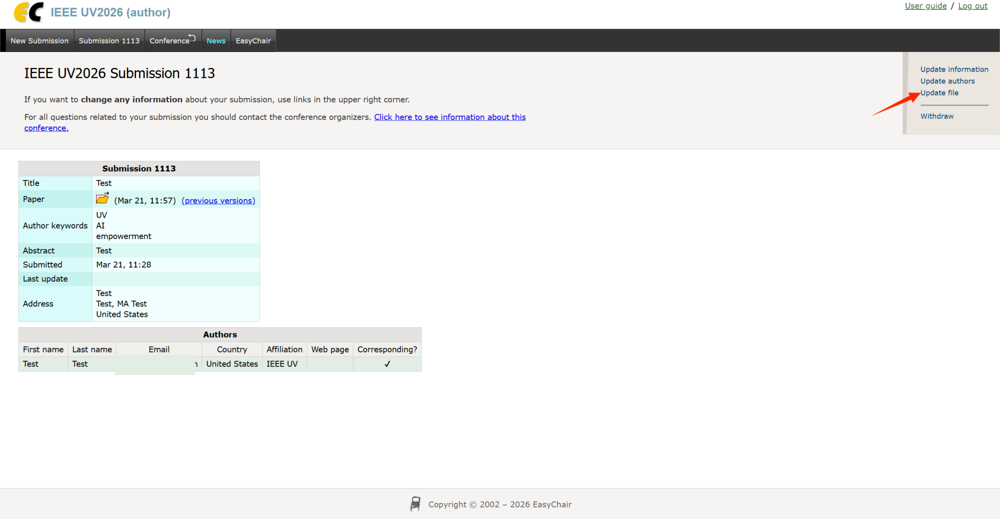 EC IEEE UV2026 (author)
User guide / Log out
New Submission Submission 1113 Conference News EasyChair
IEEE UV2026 Submission 1113
If you want to change any information about your submission, use links in the upper right corner.
For all questions related to your submission you should contact the conference organizers. Click here to see information about this
conference.
Update information
Update authors
Update file
Withdraw
Submission 1113
Title Test
Paper (Mar 21, 11:57) (previous versions)
Author keywords UV
AI
empowerment
Abstract Test
Submitted Mar 21, 11:28
Last update
Address Test
Test, MA Test
United States
Authors
First name Last name Email Country Affiliation Web page Corresponding?
Test Test United States IEEE UV ✓
Copyright © 2002 – 2026 EasyChair